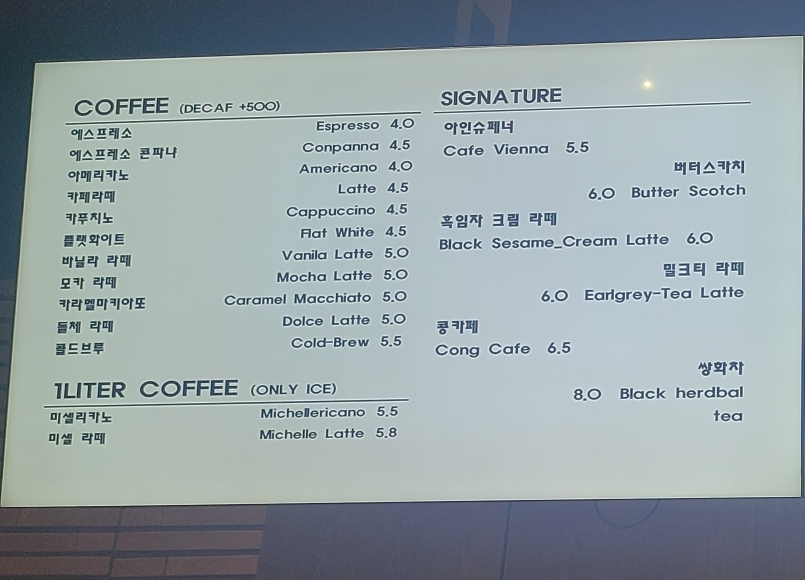 COFFEE (DECAF +500)
에스프레소 Espresso 4.0
에스프레소 콘파냐 Conpanna 4.5
아메리카노 Americano 4.0
카페라떼 Latte 4.5
카푸치노 Cappuccino 4.5
플랫화이트 Flat White 4.5
바닐라 라떼 Vanila Latte 5.0
모카 라떼 Mocha Latte 5.0
카라멜마키아또 Caramel Macchiato 5.0
돌체 라떼 Dolce Latte 5.0
콜드브루 Cold-Brew 5.5
1LITER COFFEE (ONLY ICE)
미셸리카노 Michellericano 5.5
미셸 라떼 Michelle Latte 5.8
SIGNATURE
아인슈페너
Cafe Vienna 5.5
버터스카치
6.0 Butter Scotch
흑임자 크림 라떼
Black Sesame_Cream Latte 6.0
밀크티 라떼
6.0 Earlgrey-Tea Latte
콩카페
Cong Cafe 6.5
쌍화차
8.0 Black herdbal
tea